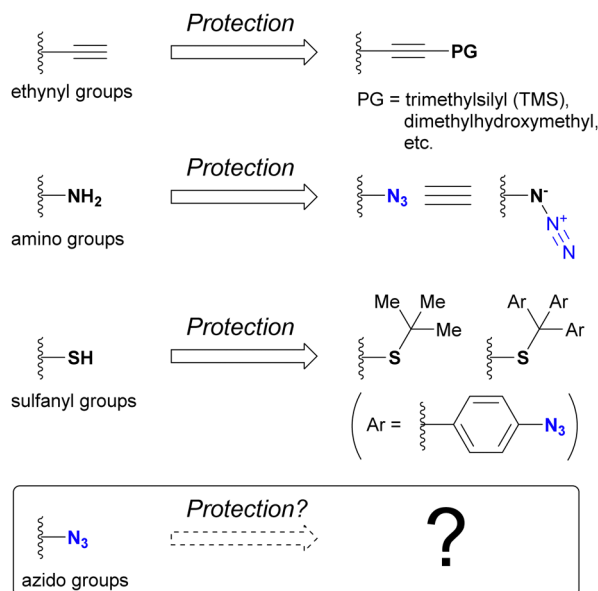 Protection
PG
ethynyl groups
PG = trimethylsilyl (TMS),
dimethylhydroxymethyl,
etc.
Protection
NH₂
N₃
N⁻
N⁺
N
amino groups
Protection
Me Me
Me
S
Ar Ar
Ar
S
SH
sulfanyl groups
Ar =
N₃
Protection?
N₃
?
azido groups